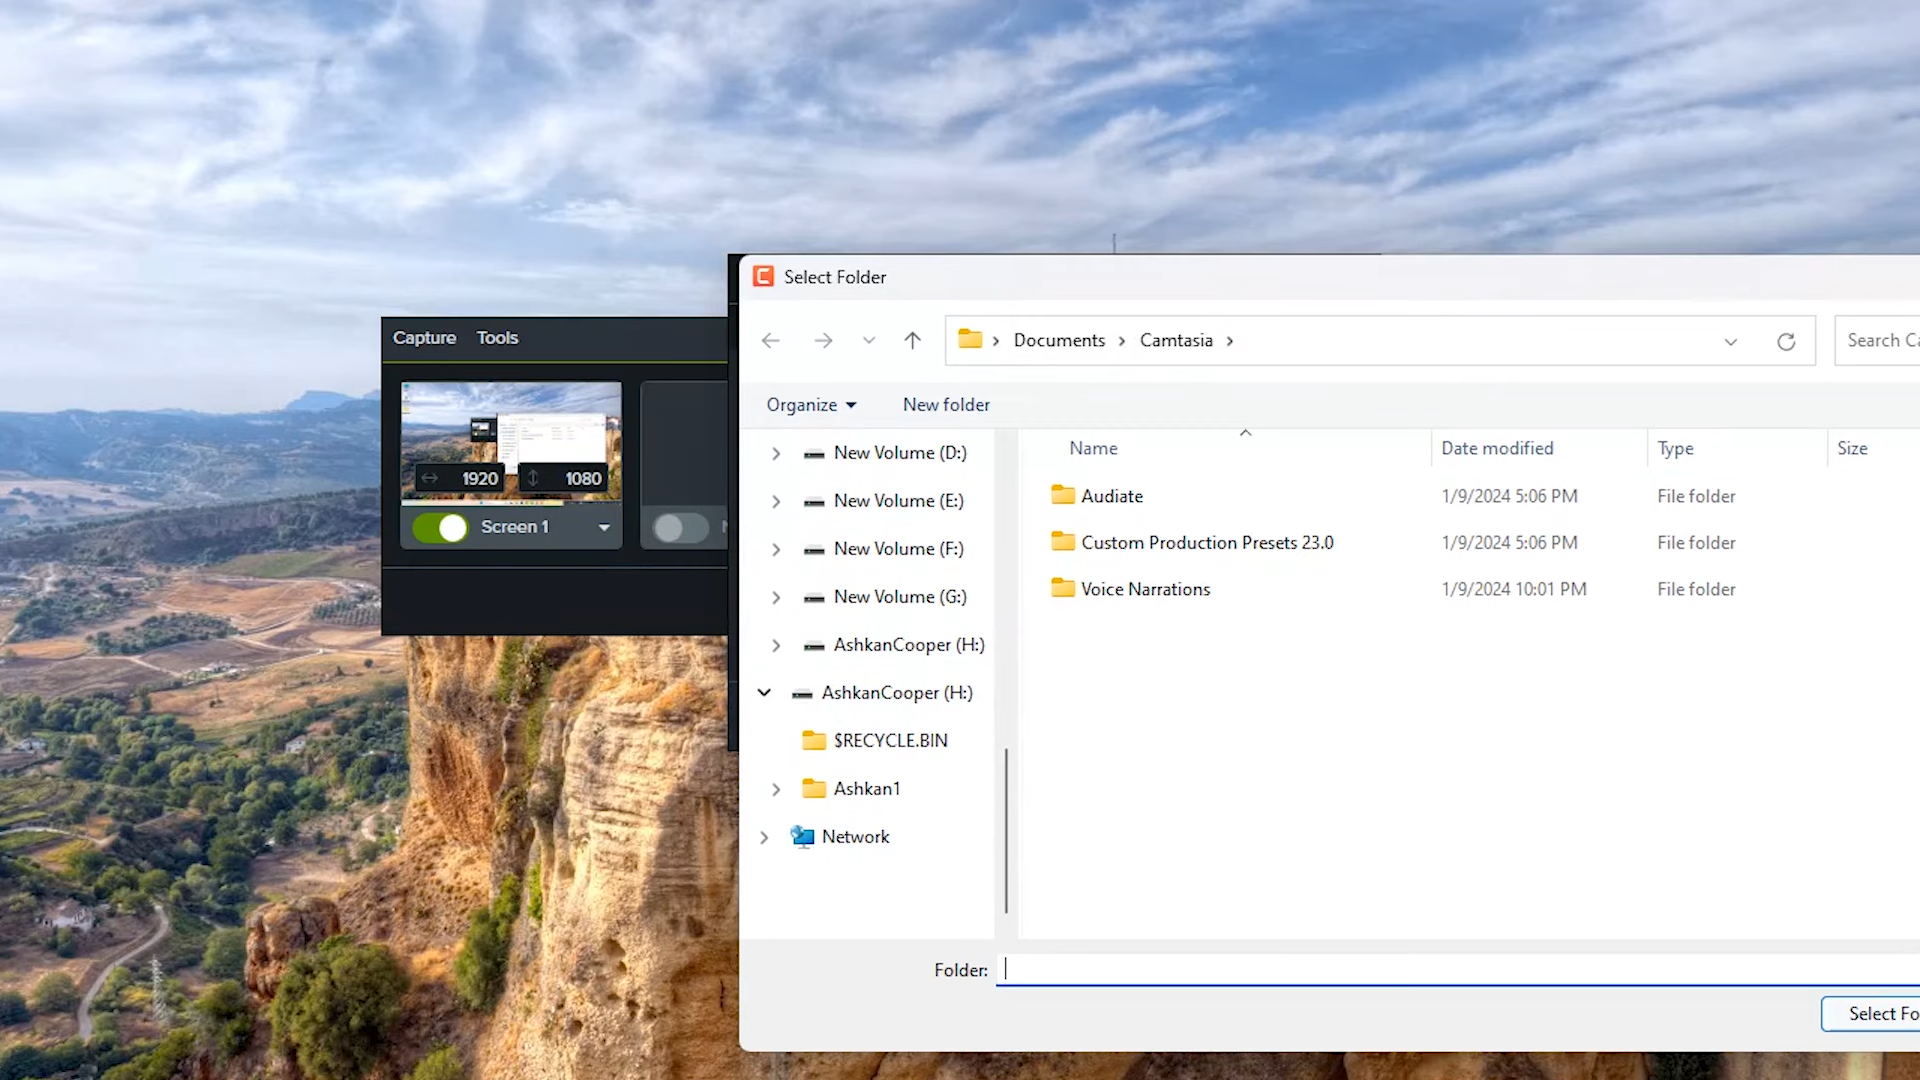 Select Folder
Documents > Camtasia >
Search Ca
Organize
New folder
Name
Date modified
Type
Size
New Volume (D:)
New Volume (E:)
New Volume (F:)
New Volume (G:)
AshkanCooper (H:)
AshkanCooper (H:)
$RECYCLE.BIN
Ashkan1
Network
Audiate 1/9/2024 5:06 PM File folder
Custom Production Presets 23.0 1/9/2024 5:06 PM File folder
Voice Narrations 1/9/2024 10:01 PM File folder
Folder:
Select Fo
Capture Tools
1920 1080
Screen 1